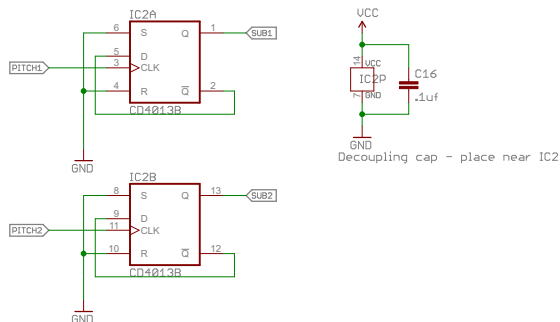 IC2A
6 S Q 1 SUB1
5 D
PITCH1 3 CLK
4 R Q 2
CD4013B
GND
VCC
14 VCC
IC2P
7 GND
C16
.1uf
GND
Decoupling cap - place near IC2
IC2B
8 S Q 13 SUB2
9 D
PITCH2 11 CLK
10 R Q 12
CD4013B
GND